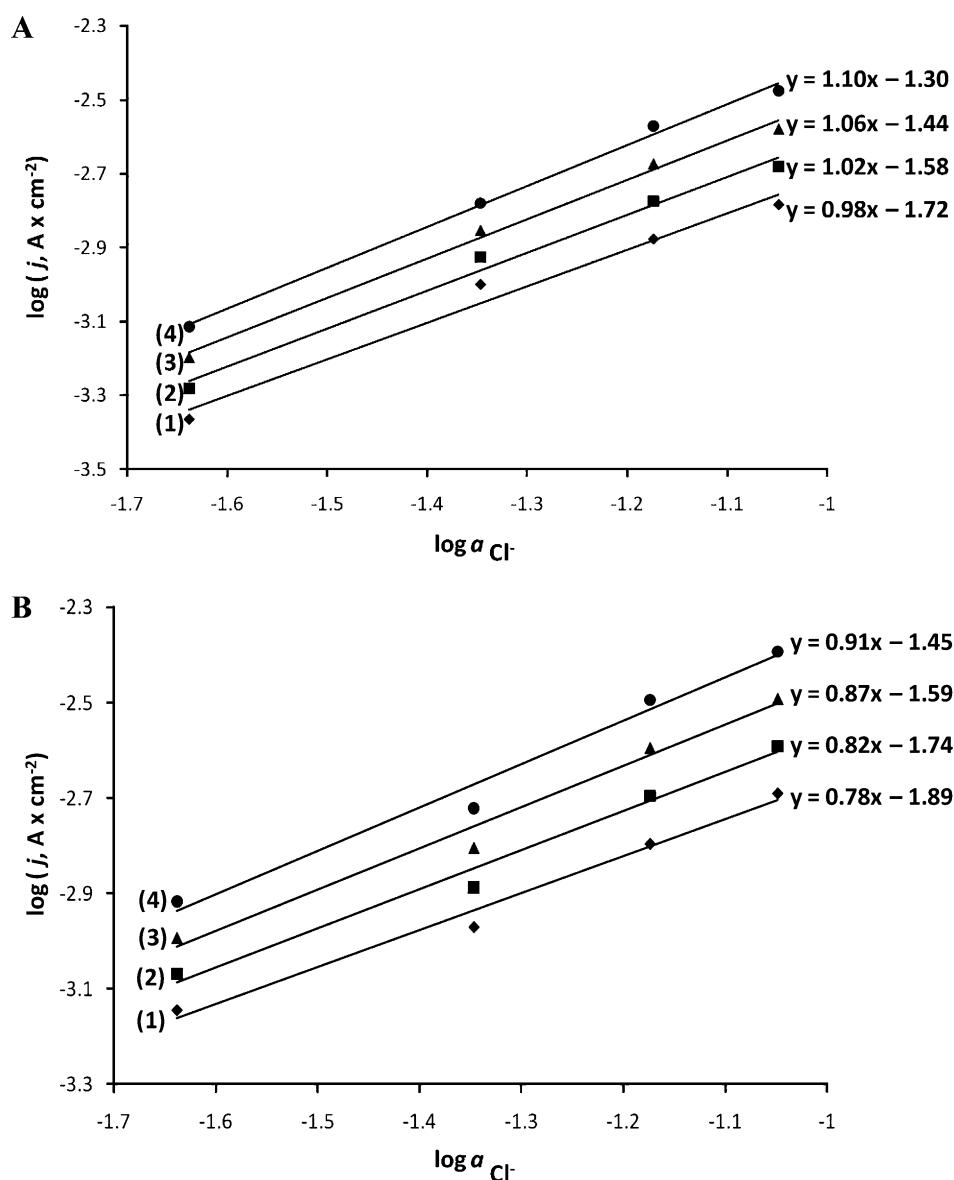 A
-2.3
-2.5
-2.7
-2.9
-3.1
-3.3
-3.5
log ( j, A x cm-2)
y = 1.10x – 1.30
y = 1.06x – 1.44
y = 1.02x – 1.58
y = 0.98x – 1.72
(4)
(3)
(2)
(1)
-1.7 -1.6 -1.5 -1.4 -1.3 -1.2 -1.1 -1
log a Cl-
B
-2.3
-2.5
-2.7
-2.9
-3.1
-3.3
log ( j, A x cm-2)
y = 0.91x – 1.45
y = 0.87x – 1.59
y = 0.82x – 1.74
y = 0.78x – 1.89
(4)
(3)
(2)
(1)
-1.7 -1.6 -1.5 -1.4 -1.3 -1.2 -1.1 -1
log a Cl-